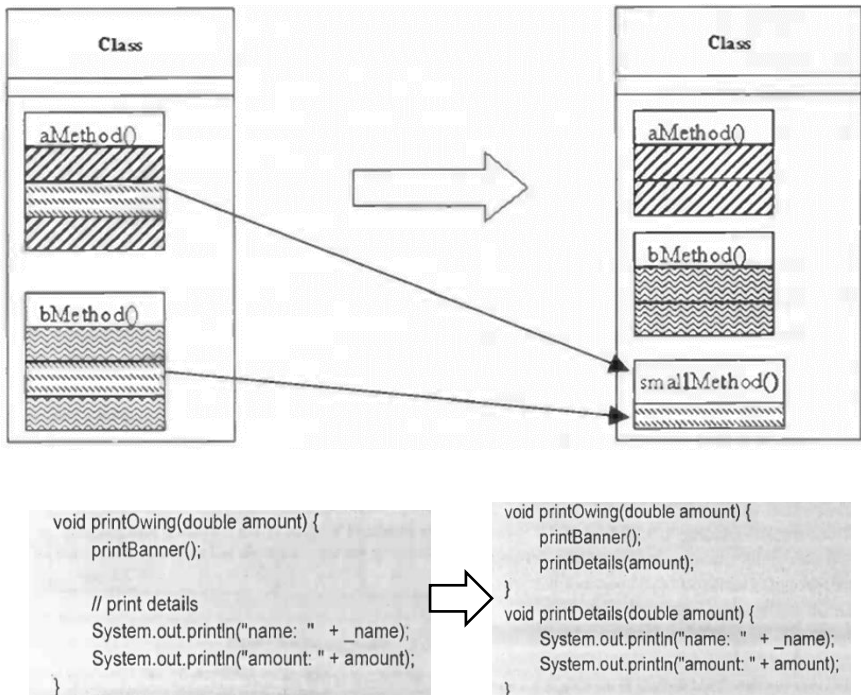 Class
aMethod()
bMethod()
Class
aMethod()
bMethod()
smallMethod()
void printOwing(double amount) {
printBanner();
// print details
System.out.println("name:  " + _name);
System.out.println("amount: " + amount);
}
void printOwing(double amount) {
printBanner();
printDetails(amount);
}
void printDetails(double amount) {
System.out.println("name:  " + _name);
System.out.println("amount: " + amount);
}